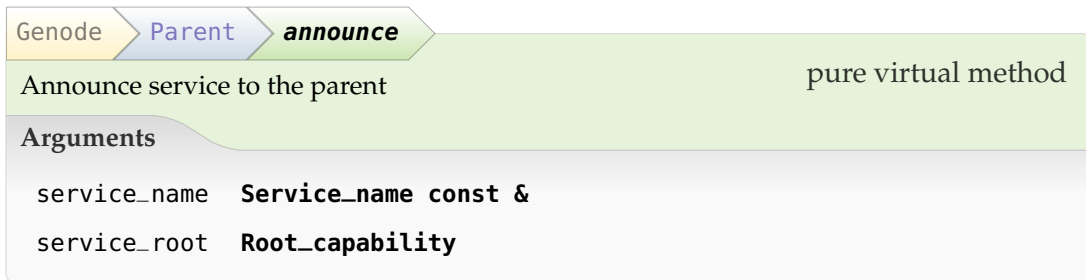 Genode Parent announce
Announce service to the parent
pure virtual method
Arguments
service_name Service_name const &
service_root Root_capability